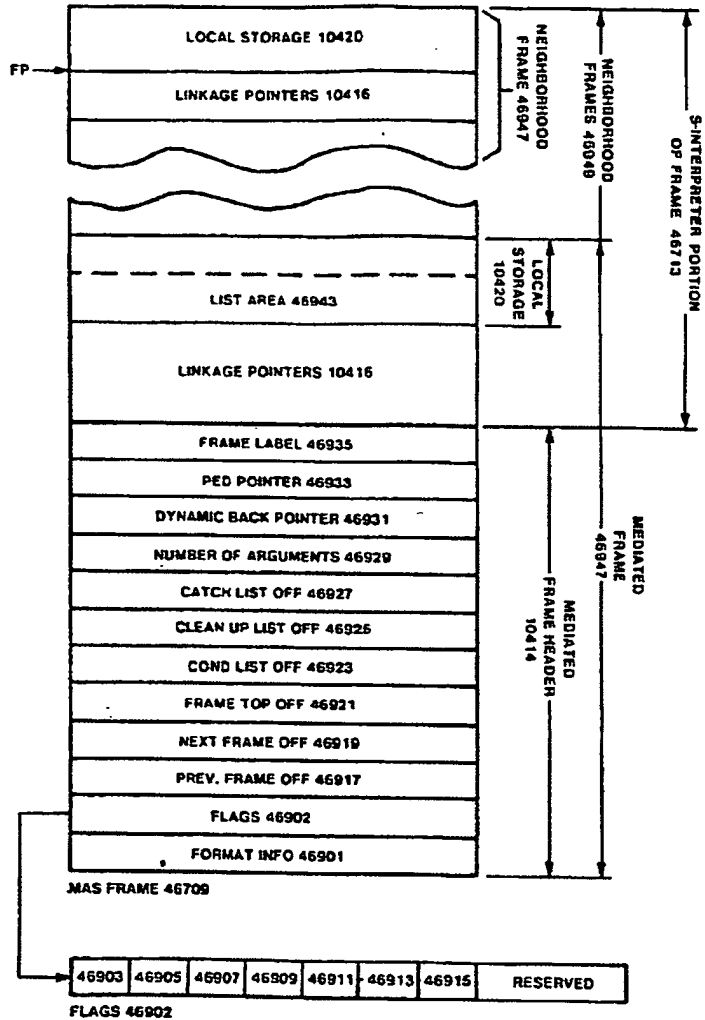 LOCAL STORAGE 10420
FP
LINKAGE POINTERS 10416
NEIGHBORHOOD
FRAME 46947
NEIGHBORHOOD
FRAMES 46949
S-INTERPRETER PORTION
OF FRAME 46713
LOCAL
STORAGE
10420
LIST AREA 46943
LINKAGE POINTERS 10416
FRAME LABEL 46935
PED POINTER 46933
DYNAMIC BACK POINTER 46931
NUMBER OF ARGUMENTS 46929
CATCH LIST OFF 46927
CLEAN UP LIST OFF 46925
COND LIST OFF 46923
FRAME TOP OFF 46921
NEXT FRAME OFF 46919
PREV. FRAME OFF 46917
FLAGS 46902
FORMAT INFO 46901
MEDIATED
FRAME HEADER
10414
MEDIATED
FRAME
46947
MAS FRAME 46709
46903 46905 46907 46909 46911 46913 46915 RESERVED
FLAGS 46902